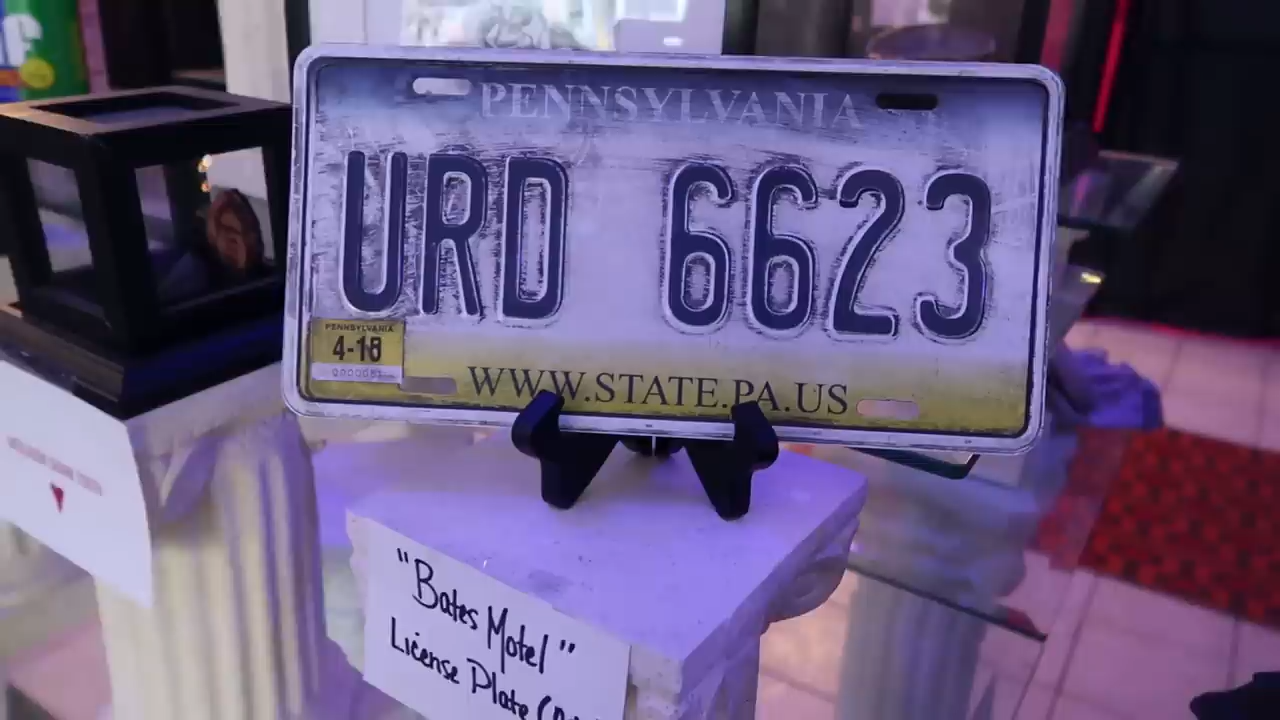 PENNSYLVANIA
URD 6623
PENNSYLVANIA
4-18
WWW.STATE.PA.US
"Bates Motel"
License Plate